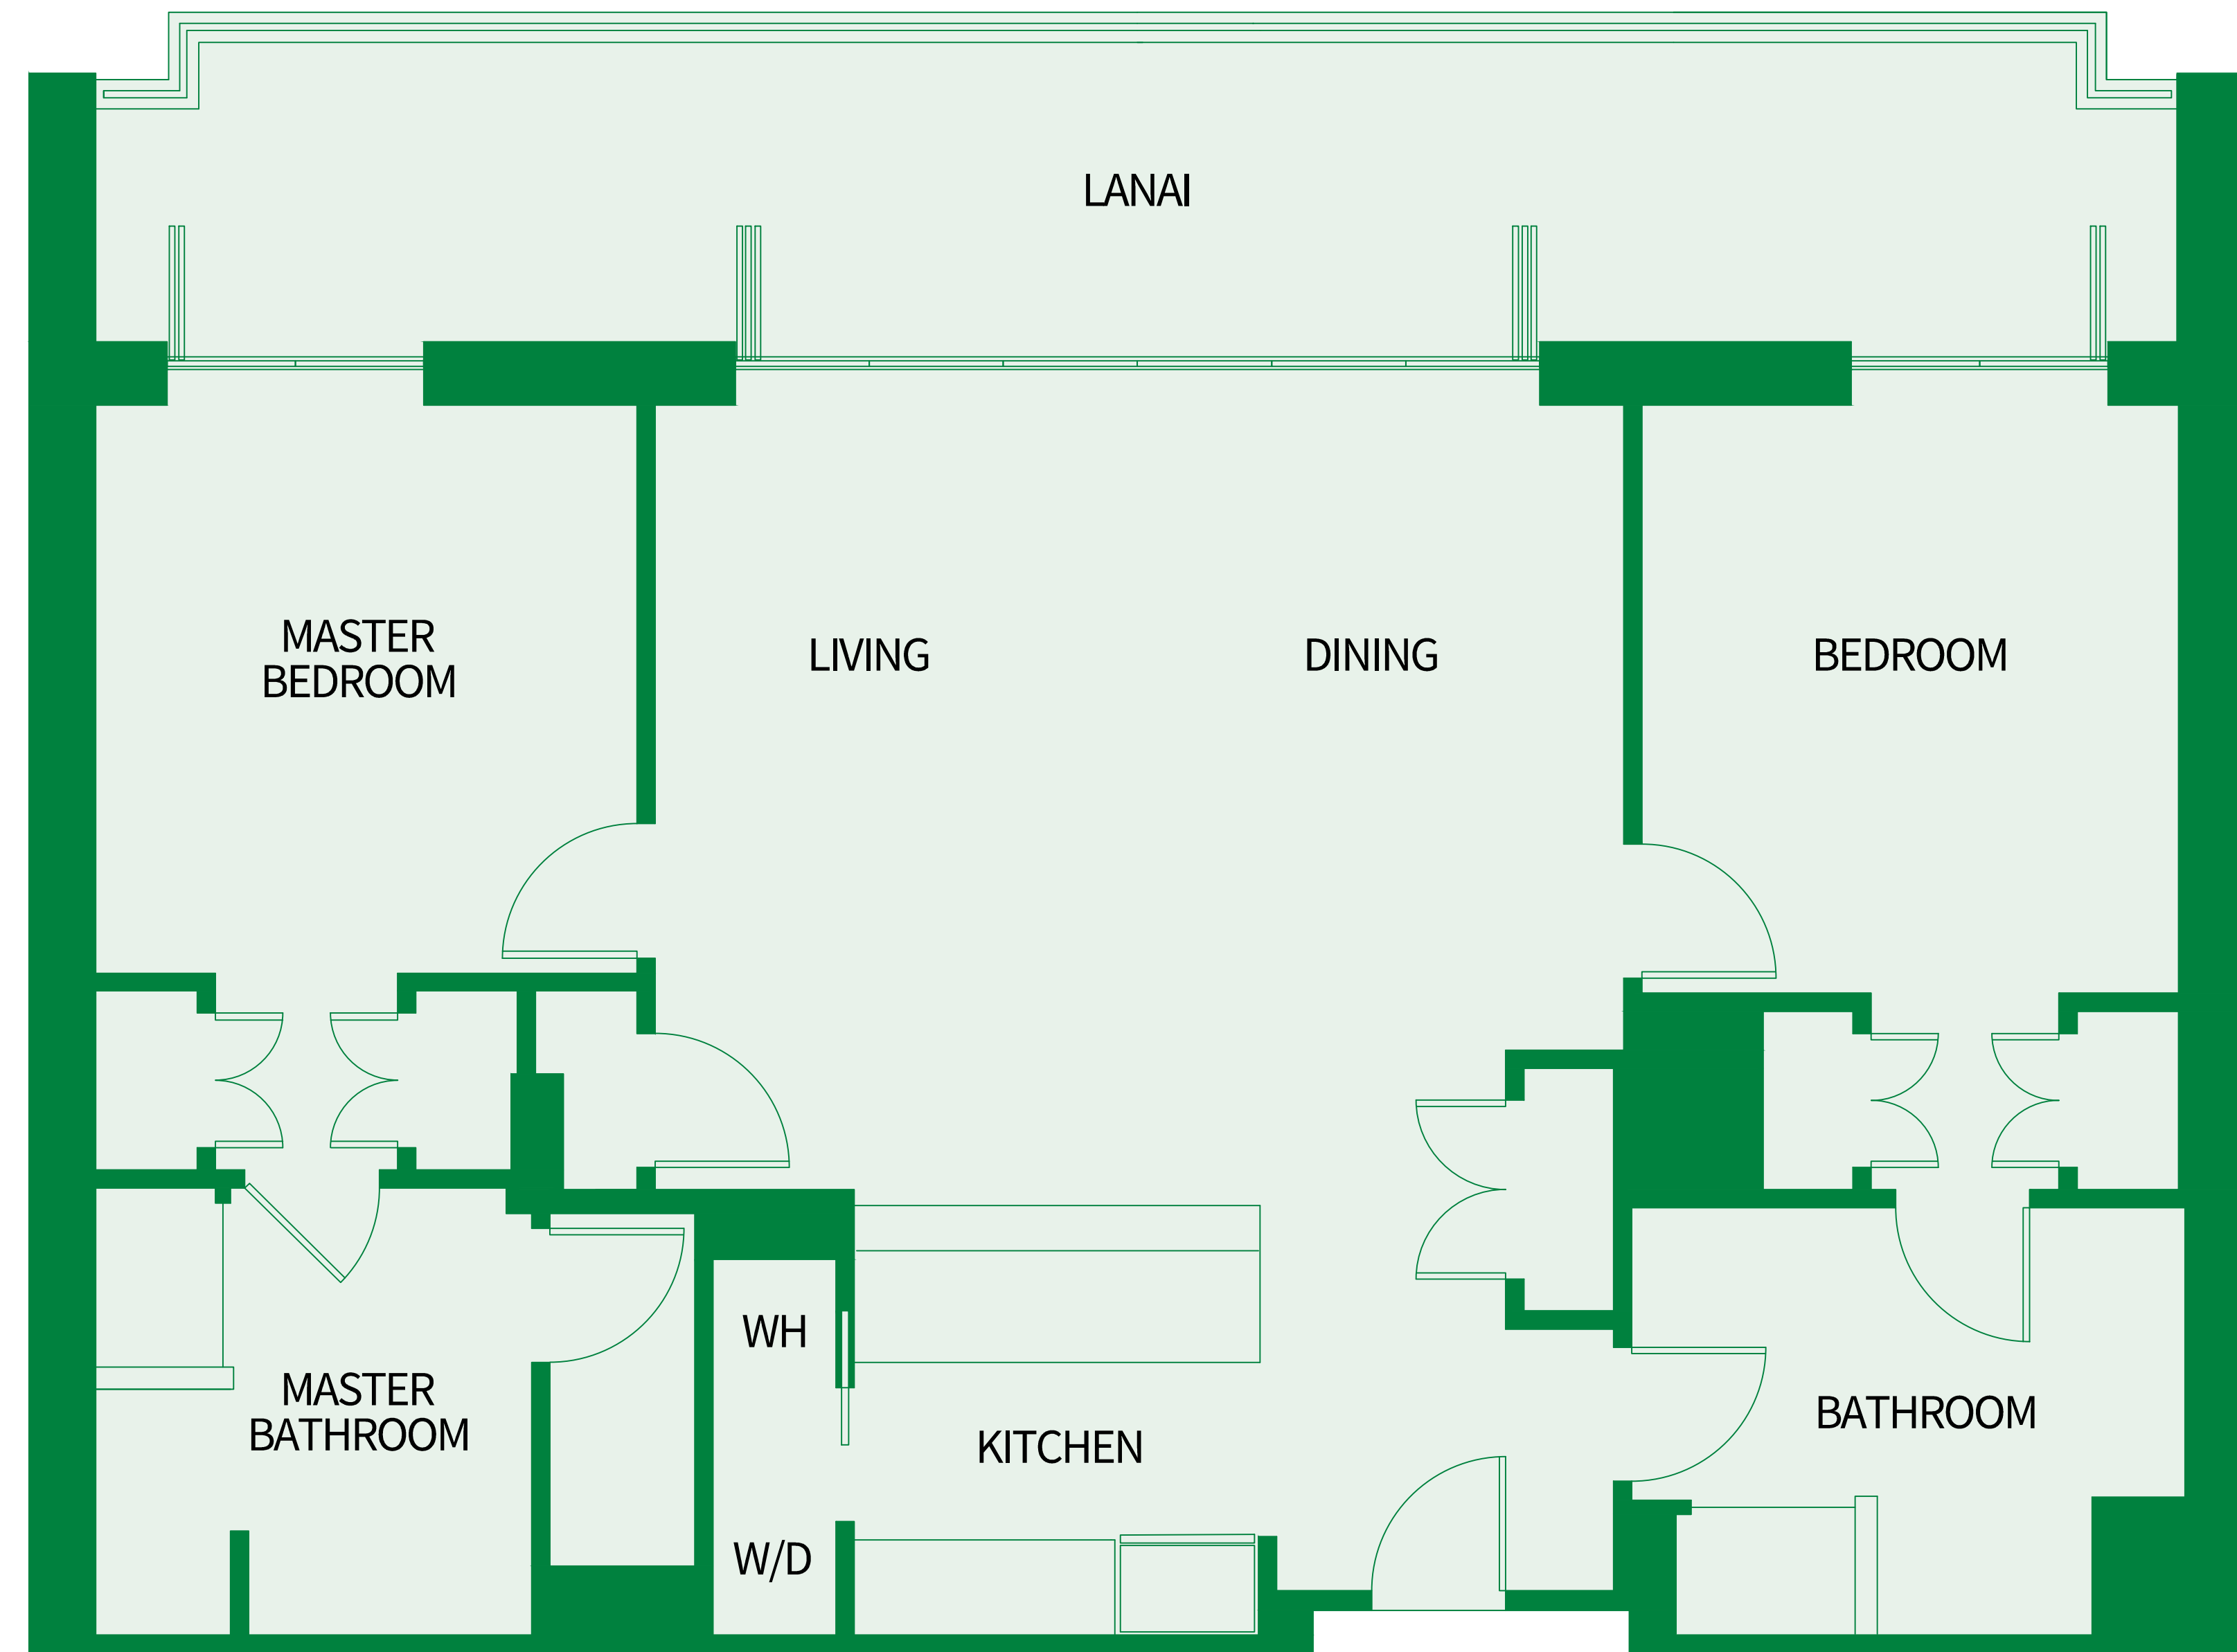 LANAI
MASTER
BEDROOM
LIVING
DINING
BEDROOM
WH
MASTER
BATHROOM
KITCHEN
BATHROOM
W/D